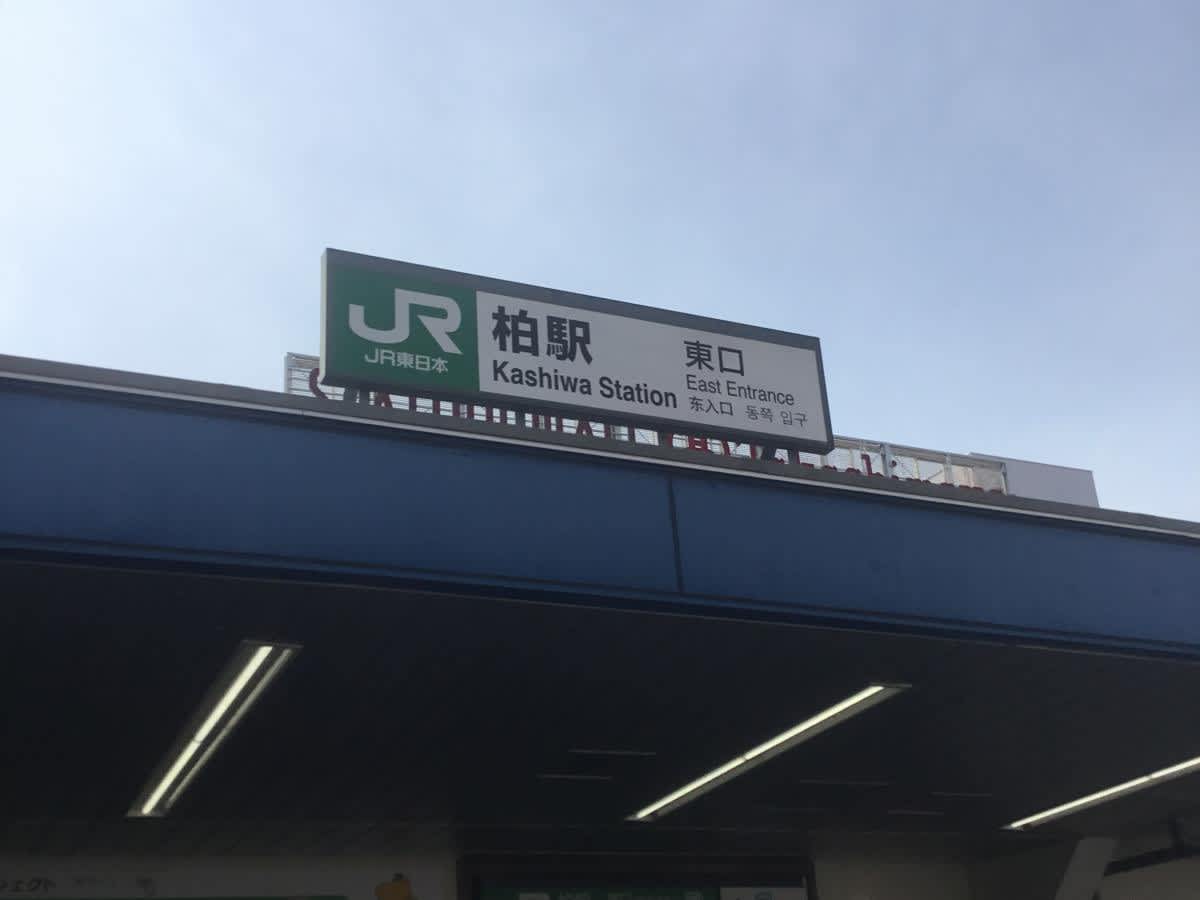 JR
JR東日本
柏駅
Kashiwa Station
東口
East Entrance
东入口 동쪽 입구